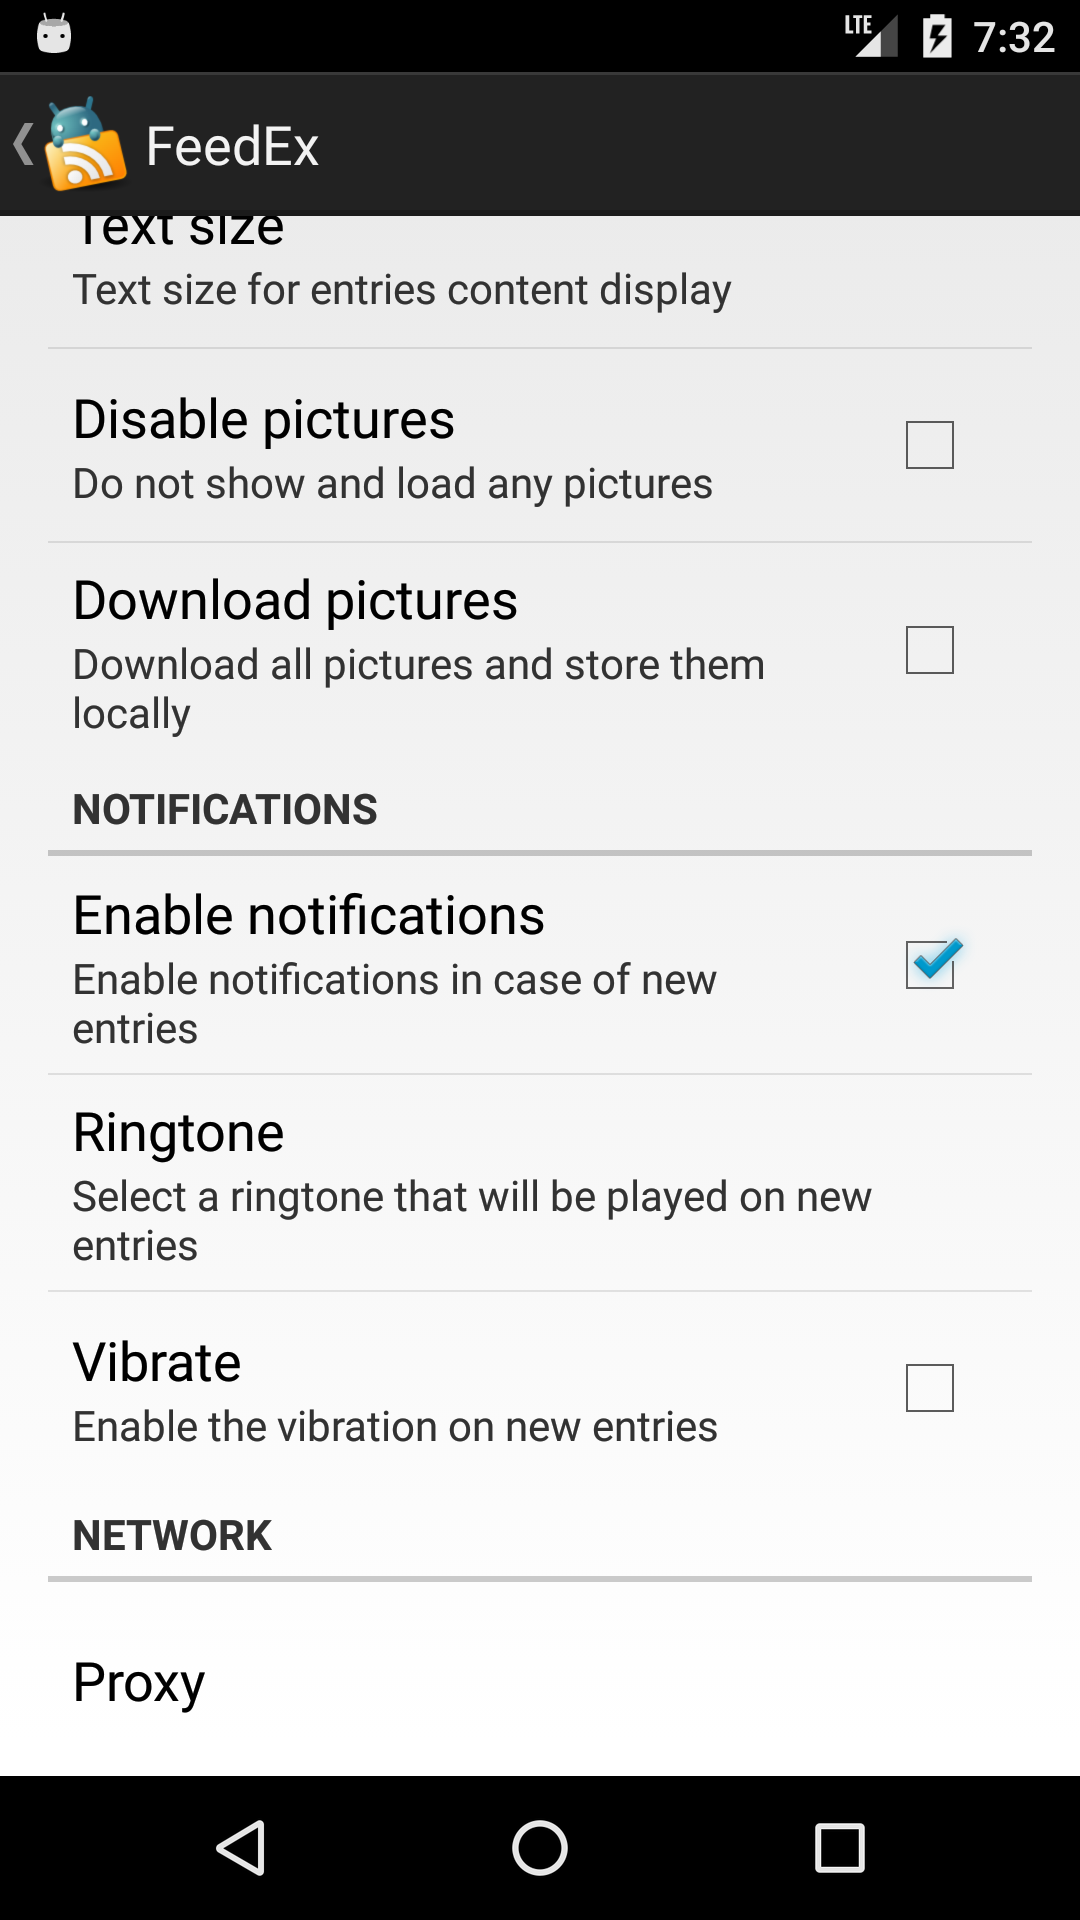 LTE 7:32
FeedEx
Text size
Text size for entries content display
Disable pictures
Do not show and load any pictures
Download pictures
Download all pictures and store them
locally
NOTIFICATIONS
Enable notifications
Enable notifications in case of new
entries
Ringtone
Select a ringtone that will be played on new
entries
Vibrate
Enable the vibration on new entries
NETWORK
Proxy